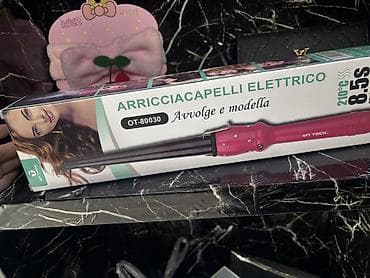 ARRICCIACAPELLI ELETTRICO
OT-80030
Avvolge e modella
210°C
8.5S